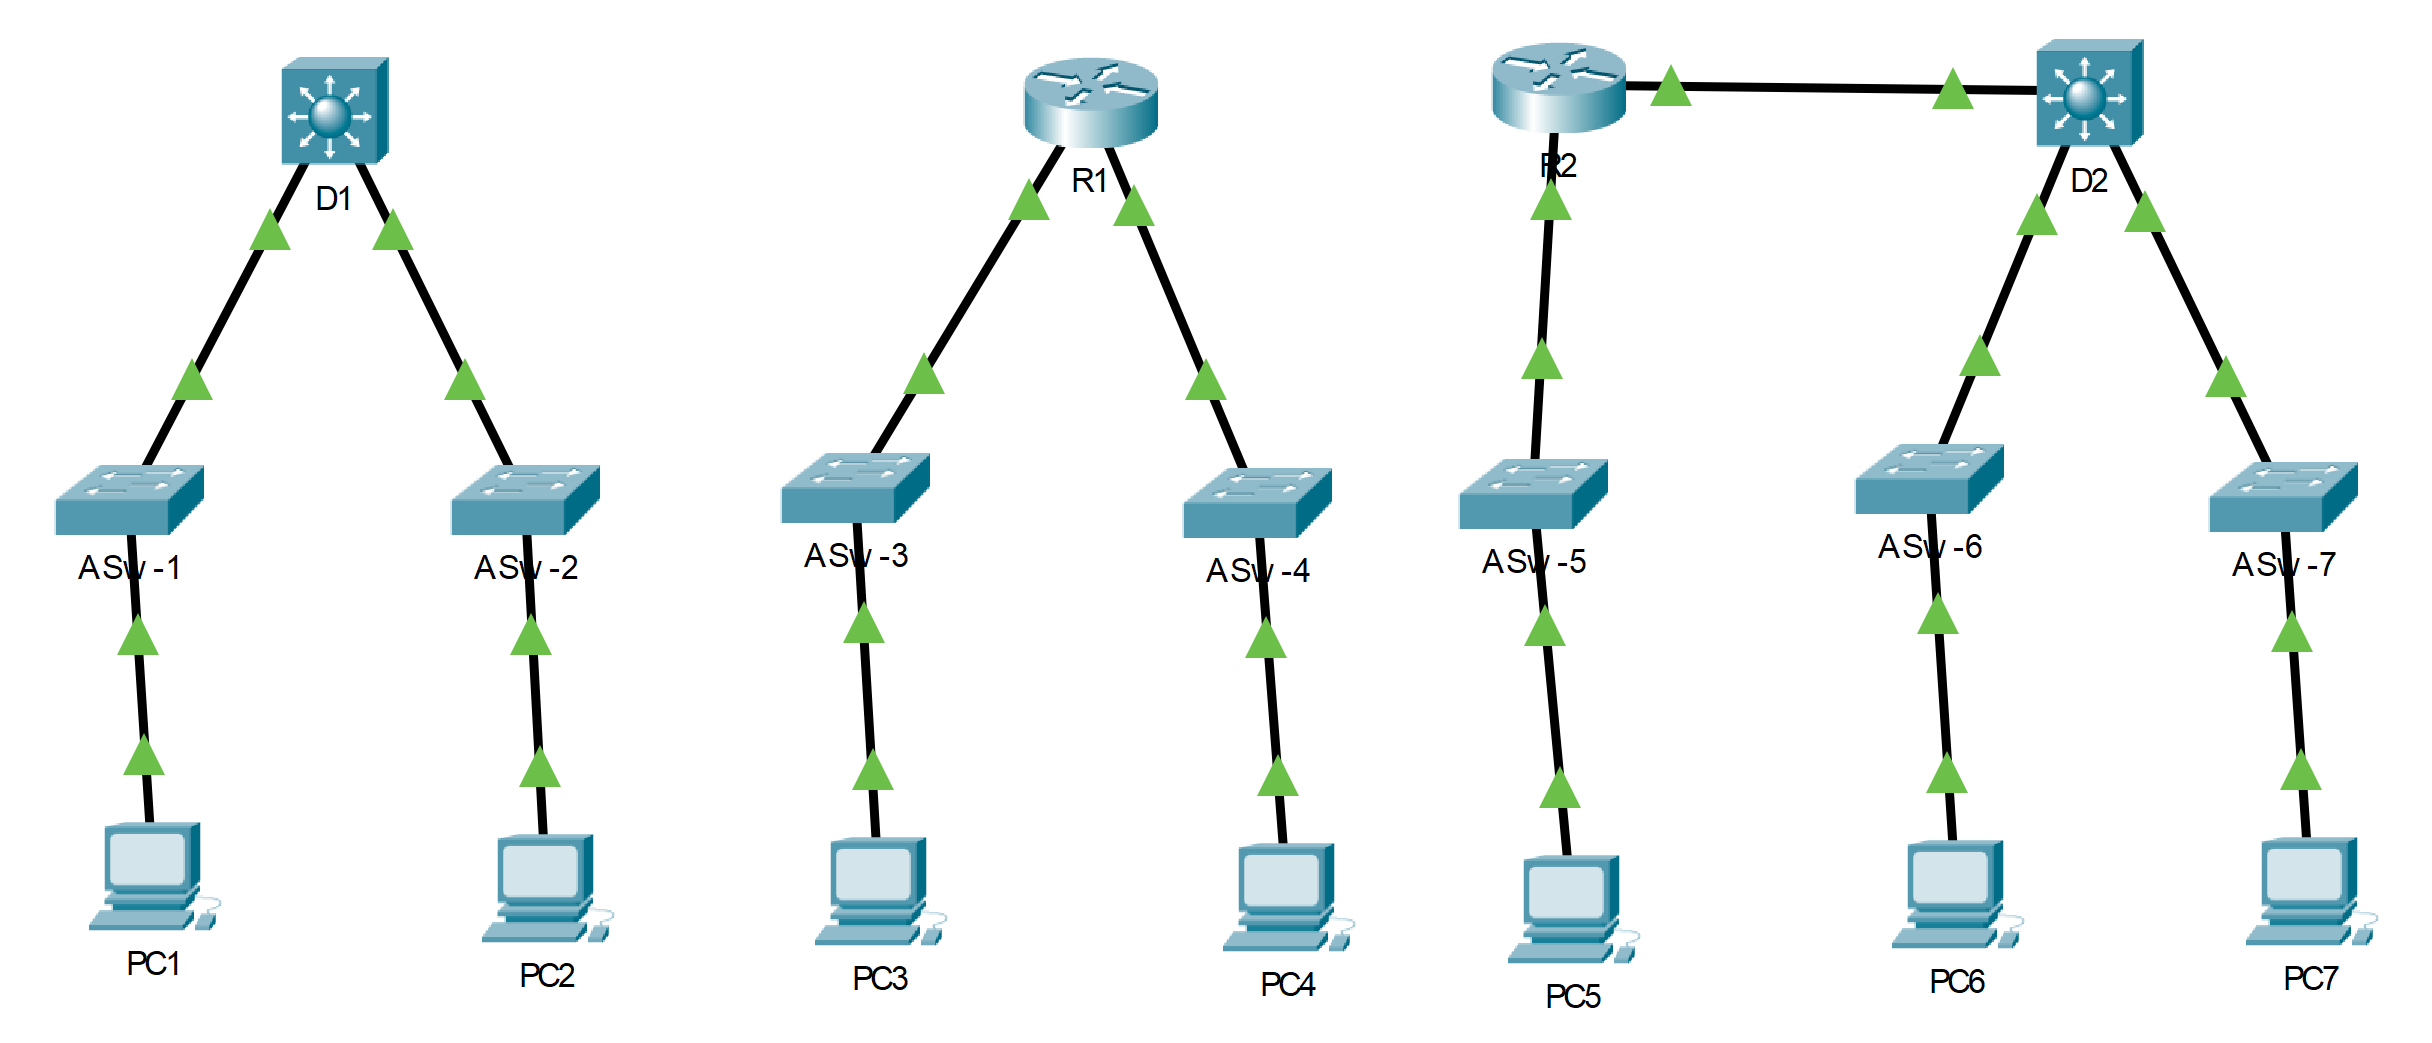 D1
R1
R2
D2
ASw-1
ASw-2
ASw-3
ASw-4
ASw-5
ASw-6
ASw-7
PC1
PC2
PC3
PC4
PC5
PC6
PC7